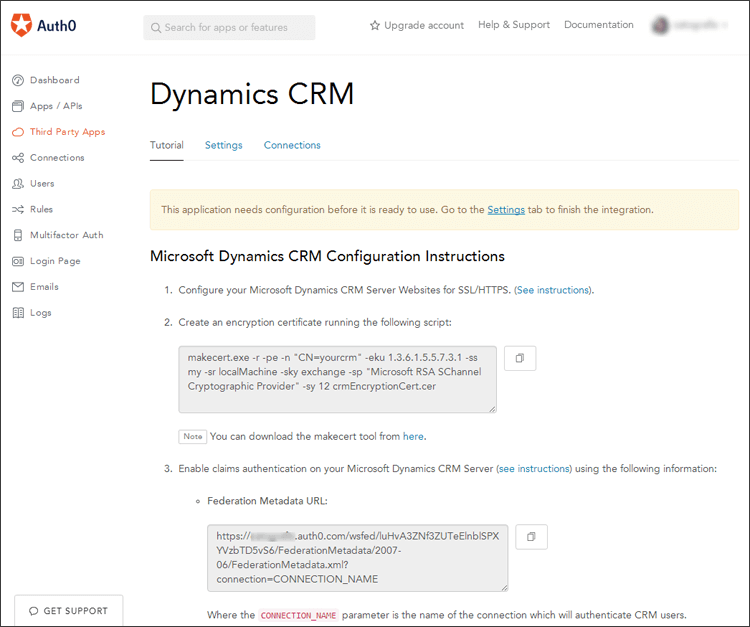 Auth0
Search for apps or features
Upgrade account
Help & Support
Documentation
Dashboard
Apps / APIs
Third Party Apps
Connections
Users
Rules
Multifactor Auth
Login Page
Emails
Logs
GET SUPPORT
Dynamics CRM
Tutorial Settings Connections
This application needs configuration before it is ready to use. Go to the Settings tab to finish the integration.
Microsoft Dynamics CRM Configuration Instructions
1. Configure your Microsoft Dynamics CRM Server Websites for SSL/HTTPS. (See instructions).
2. Create an encryption certificate running the following script:
makecert.exe -r -pe -n "CN=yourcrm" -eku 1.3.6.1.5.5.7.3.1 -ss
my -sr localMachine -sky exchange -sp "Microsoft RSA SChannel
Cryptographic Provider" -sy 12 crmEncryptionCert.cer
Note You can download the makecert tool from here.
3. Enable claims authentication on your Microsoft Dynamics CRM Server (see instructions) using the following information:
Federation Metadata URL:
https://.auth0.com/wsfed/luHvA3ZNf3ZUTeElnblSPX
YVzbTD5vS6/FederationMetadata/2007-
06/FederationMetadata.xml?
connection=CONNECTION_NAME
Where the CONNECTION_NAME parameter is the name of the connection which will authenticate CRM users.